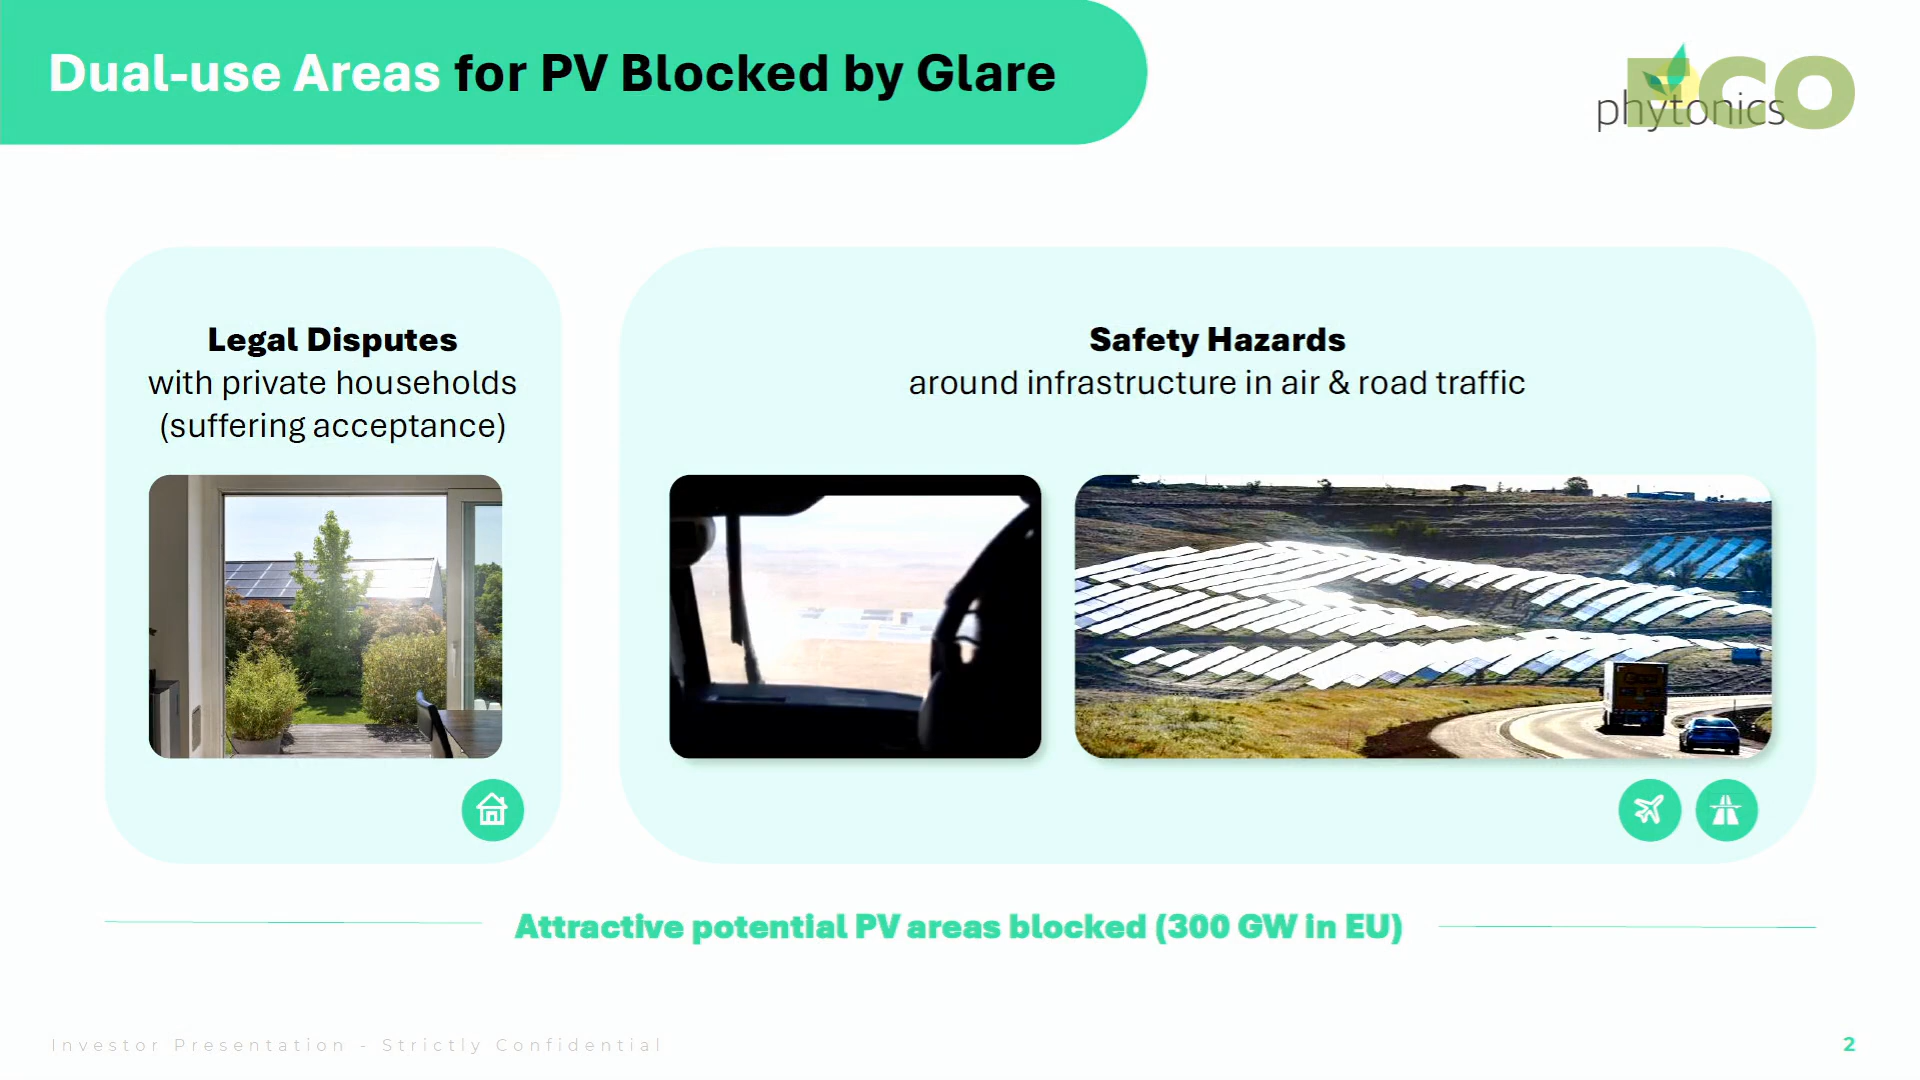 Dual-use Areas for PV Blocked by Glare
ECO
phytonics
Legal Disputes
with private households
(suffering acceptance)
Safety Hazards
around infrastructure in air & road traffic
Attractive potential PV areas blocked (300 GW in EU)
Investor Presentation - Strictly Confidential
2